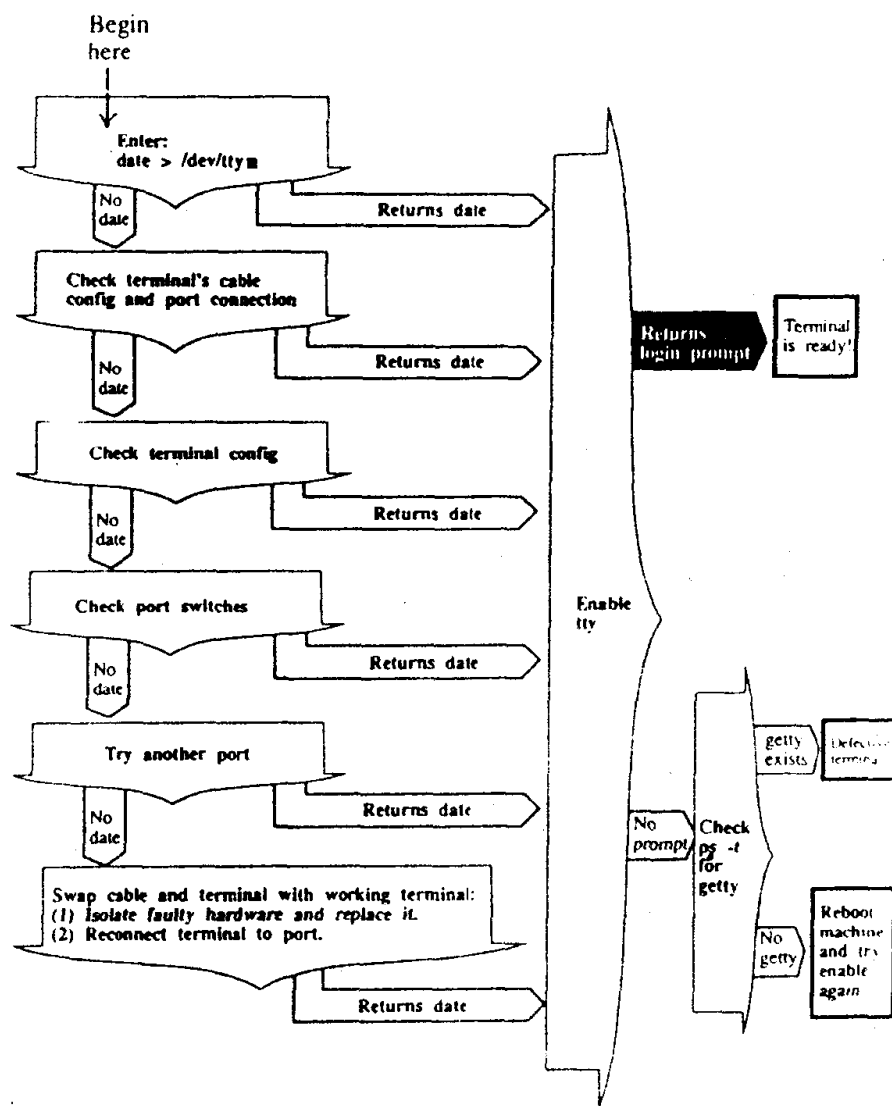 Begin
here
Enter:
date > /dev/ttym
No
date
Returns date
Check terminal's cable
config and port connection
No
date
Returns date
Returns
login prompt
Terminal
is ready!
Check terminal config
No
date
Returns date
Check port switches
No
date
Returns date
Enable
tty
Try another port
No
date
Returns date
getty
exists
Defective
No
prompt
Check
ps -t
for
getty
Swap cable and terminal with working terminal:
(1) Isolate faulty hardware and replace it.
(2) Reconnect terminal to port.
Returns date
No
getty
Reboot
machine
and try
enable
again